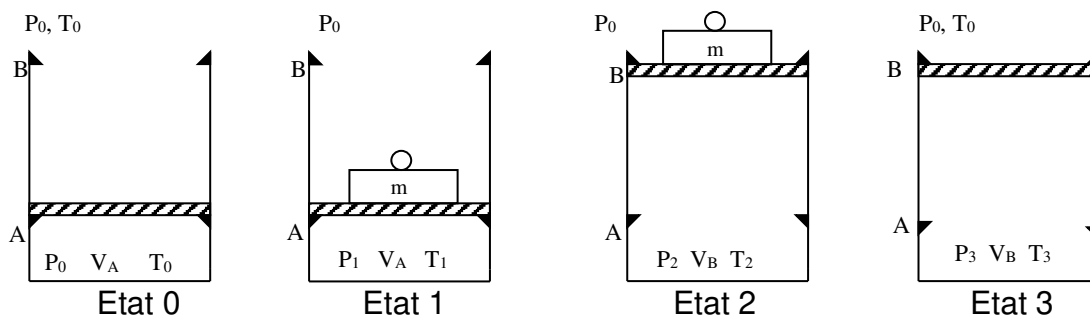 P0, T0
B
A
P0 VA T0
Etat 0
P0
B
m
A
P1 VA T1
Etat 1
P0
m
B
A
P2 VB T2
Etat 2
P0, T0
B
A
P3 VB T3
Etat 3